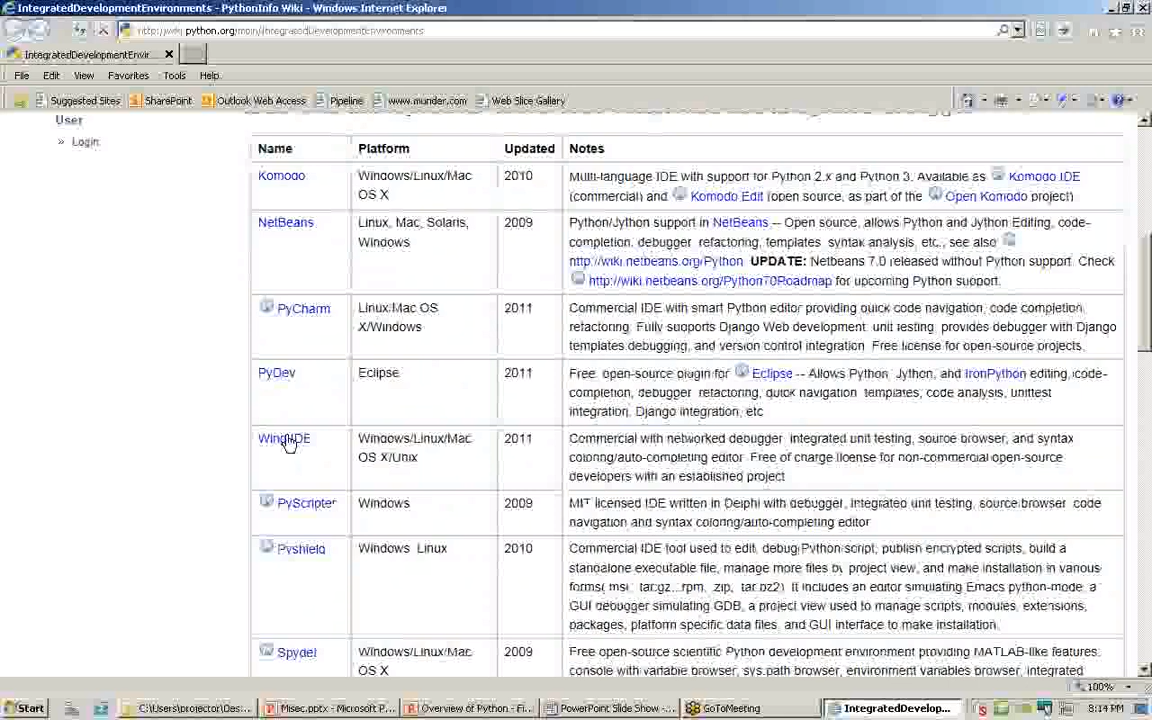 IntegratedDevelopmentEnvironments - PythonInfo Wiki - Windows Internet Explorer
http://wiki.python.org/moin/IntegratedDevelopmentEnvironments
IntegratedDevelopmentEnvir...
File Edit View Favorites Tools Help
Suggested Sites SharePoint Outlook Web Access Pipeline www.munder.com Web Slice Gallery
User
» Login
Name Platform Updated Notes
Komodo Windows/Linux/Mac OS X 2010 Multi-language IDE with support for Python 2.x and Python 3. Available as Komodo IDE
(commercial) and Komodo Edit (open source, as part of the Open Komodo project)
NetBeans Linux, Mac, Solaris, Windows 2009 Python/Jython support in NetBeans -- Open source, allows Python and Jython Editing, code-
completion, debugger, refactoring, templates, syntax analysis, etc., see also
http://wiki.netbeans.org/Python. UPDATE: Netbeans 7.0 released without Python support. Check
http://wiki.netbeans.org/Python70Roadmap for upcoming Python support.
PyCharm Linux/Mac OS X/Windows 2011 Commercial IDE with smart Python editor providing quick code navigation, code completion,
refactoring. Fully supports Django Web development, unit testing, provides debugger with Django
templates debugging, and version control integration. Free license for open-source projects.
PyDev Eclipse 2011 Free, open-source plugin for Eclipse -- Allows Python, Jython, and IronPython editing, code-
completion, debugger, refactoring, quick navigation, templates, code analysis, unittest
integration, Django integration, etc
WingIDE Windows/Linux/Mac OS X/Unix 2011 Commercial with networked debugger, integrated unit testing, source browser, and syntax
coloring/auto-completing editor. Free of charge license for non-commercial open-source
developers with an established project
PyScripter Windows 2009 MIT licensed IDE written in Delphi with debugger, integrated unit testing, source browser, code
navigation and syntax coloring/auto-completing editor
Pyshield Windows, Linux 2010 Commercial IDE tool used to edit, debug Python script, publish encrypted scripts, build a
standalone executable file, manage more files by project view, and make installation in various
forms(.msi, .tar.gz, .rpm, .zip, .tar.bz2). It includes an editor simulating Emacs python-mode, a
GUI debugger simulating GDB, a project view used to manage scripts, modules, extensions,
packages, platform specific data files, and GUI interface to make installation.
Spyder Windows/Linux/Mac OS X 2009 Free open-source scientific Python development environment providing MATLAB-like features:
console with variable browser, sys.path browser, environment variables browser, integrated
100%
Start C:\Users\projector\Des... Misec.pptx - Microsoft P... Overview of Python - Fi... PowerPoint Slide Show -... GoToMeeting IntegratedDevelop... 8:14 PM